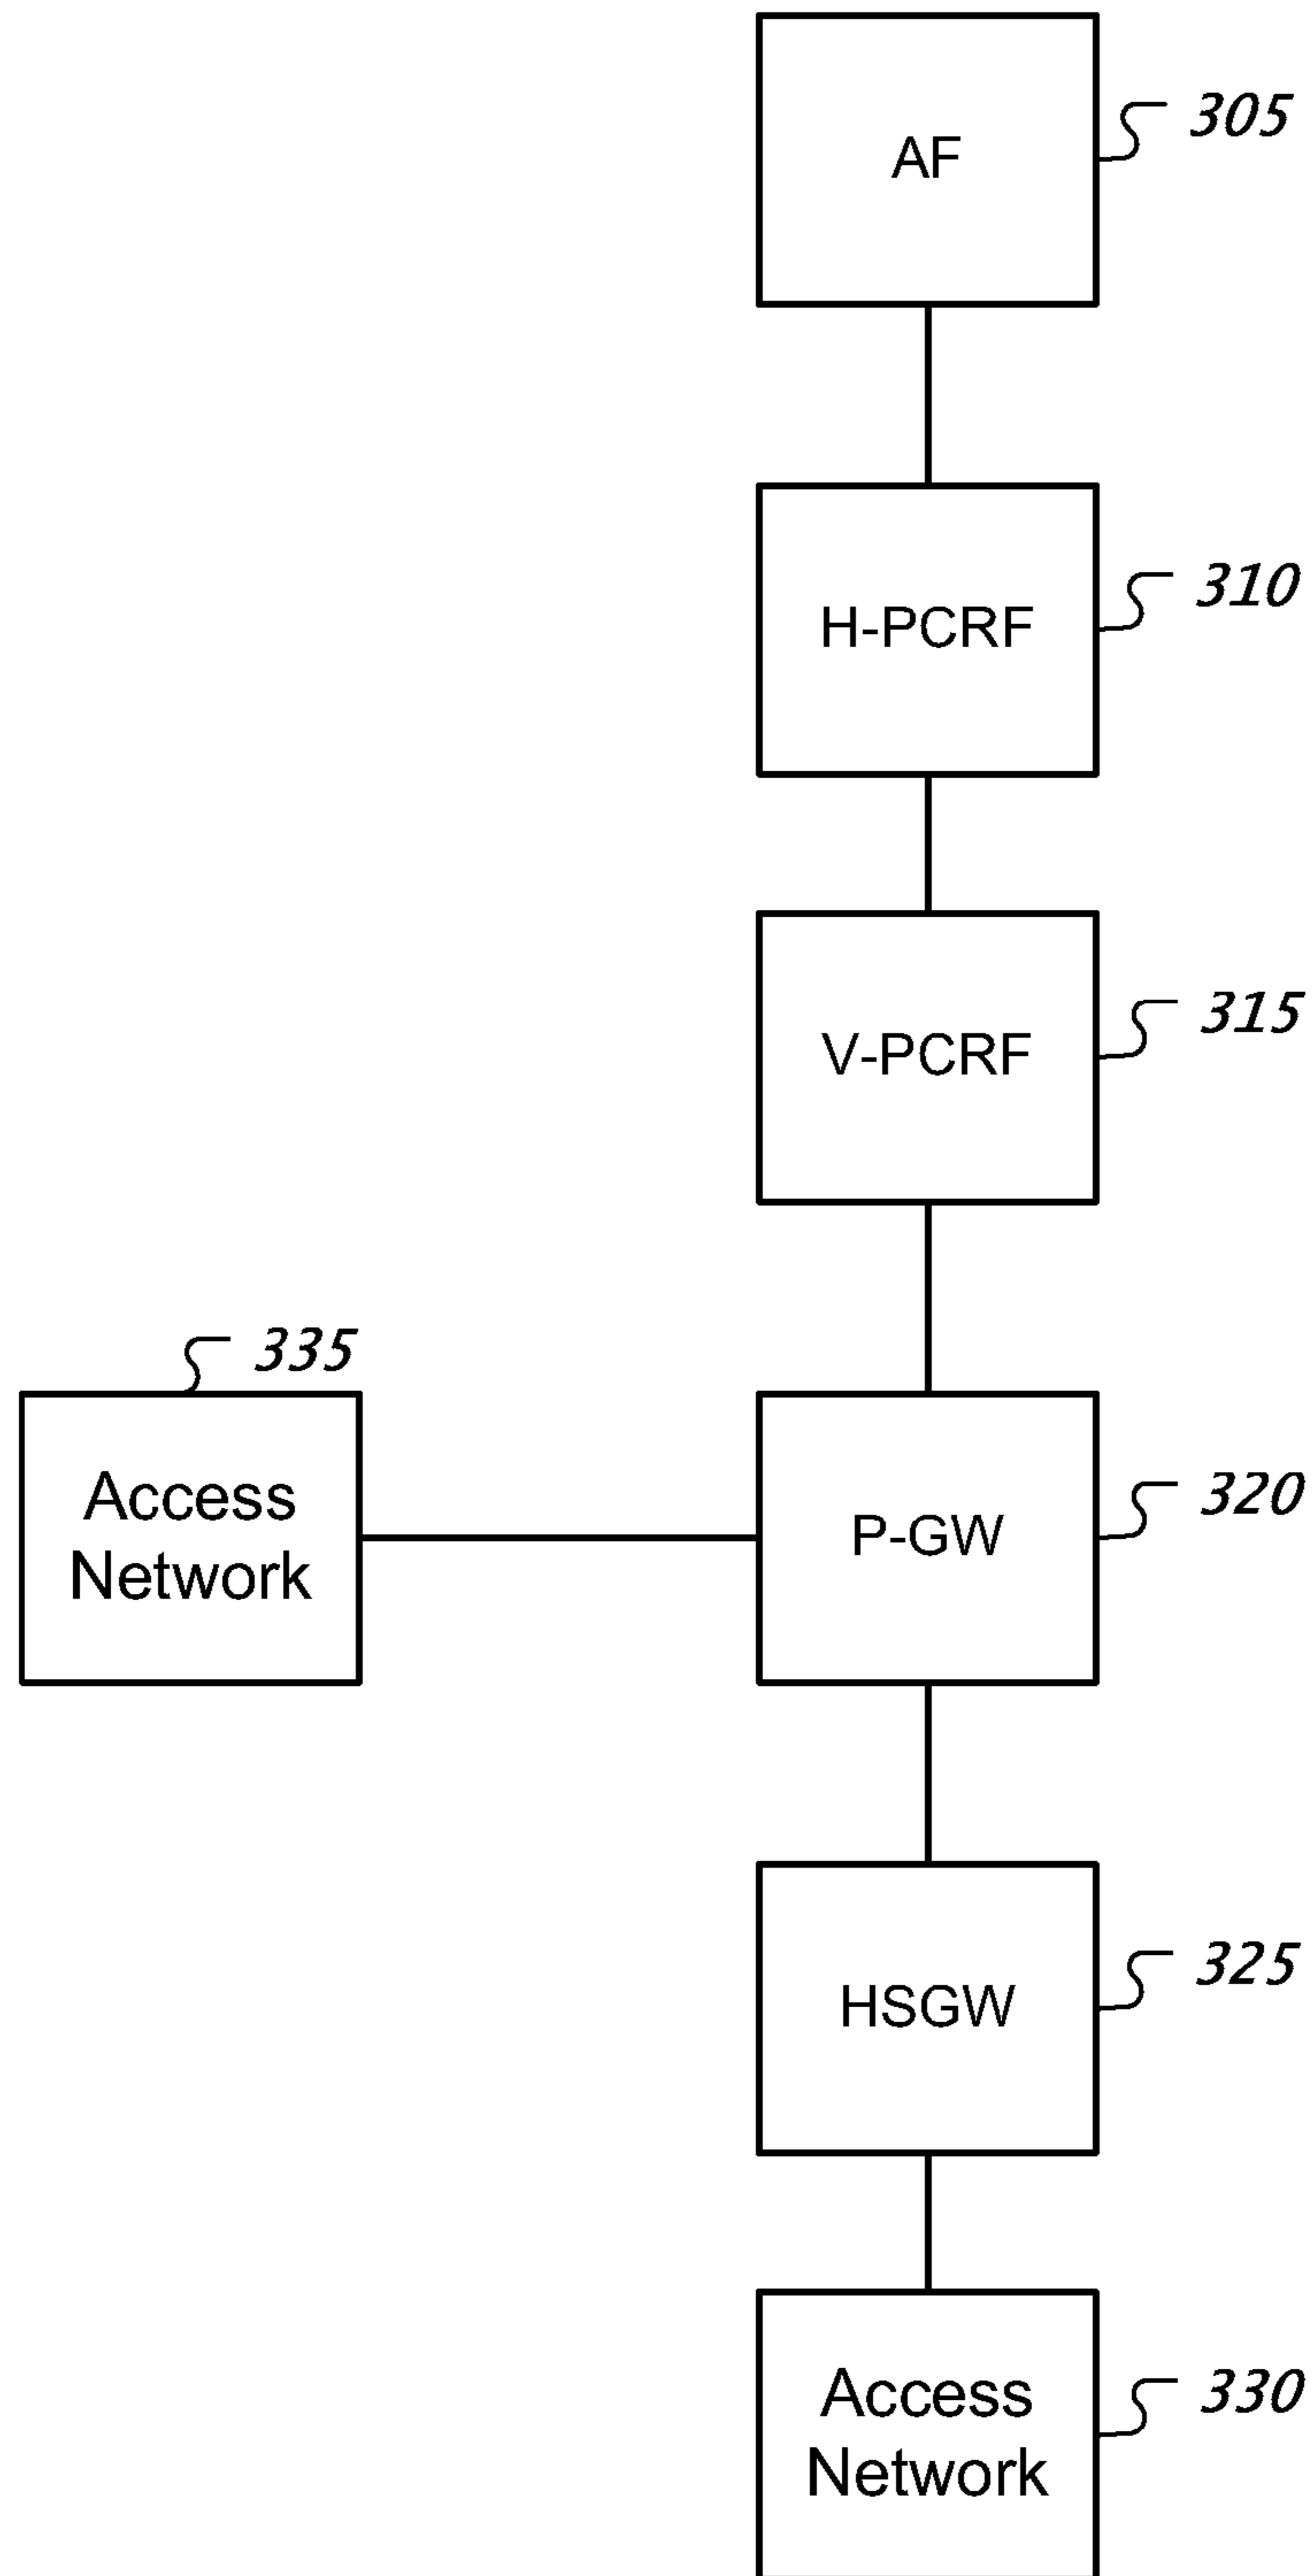 AF
305
H-PCRF
310
V-PCRF
315
335
Access
Network
P-GW
320
HSGW
325
Access
Network
330